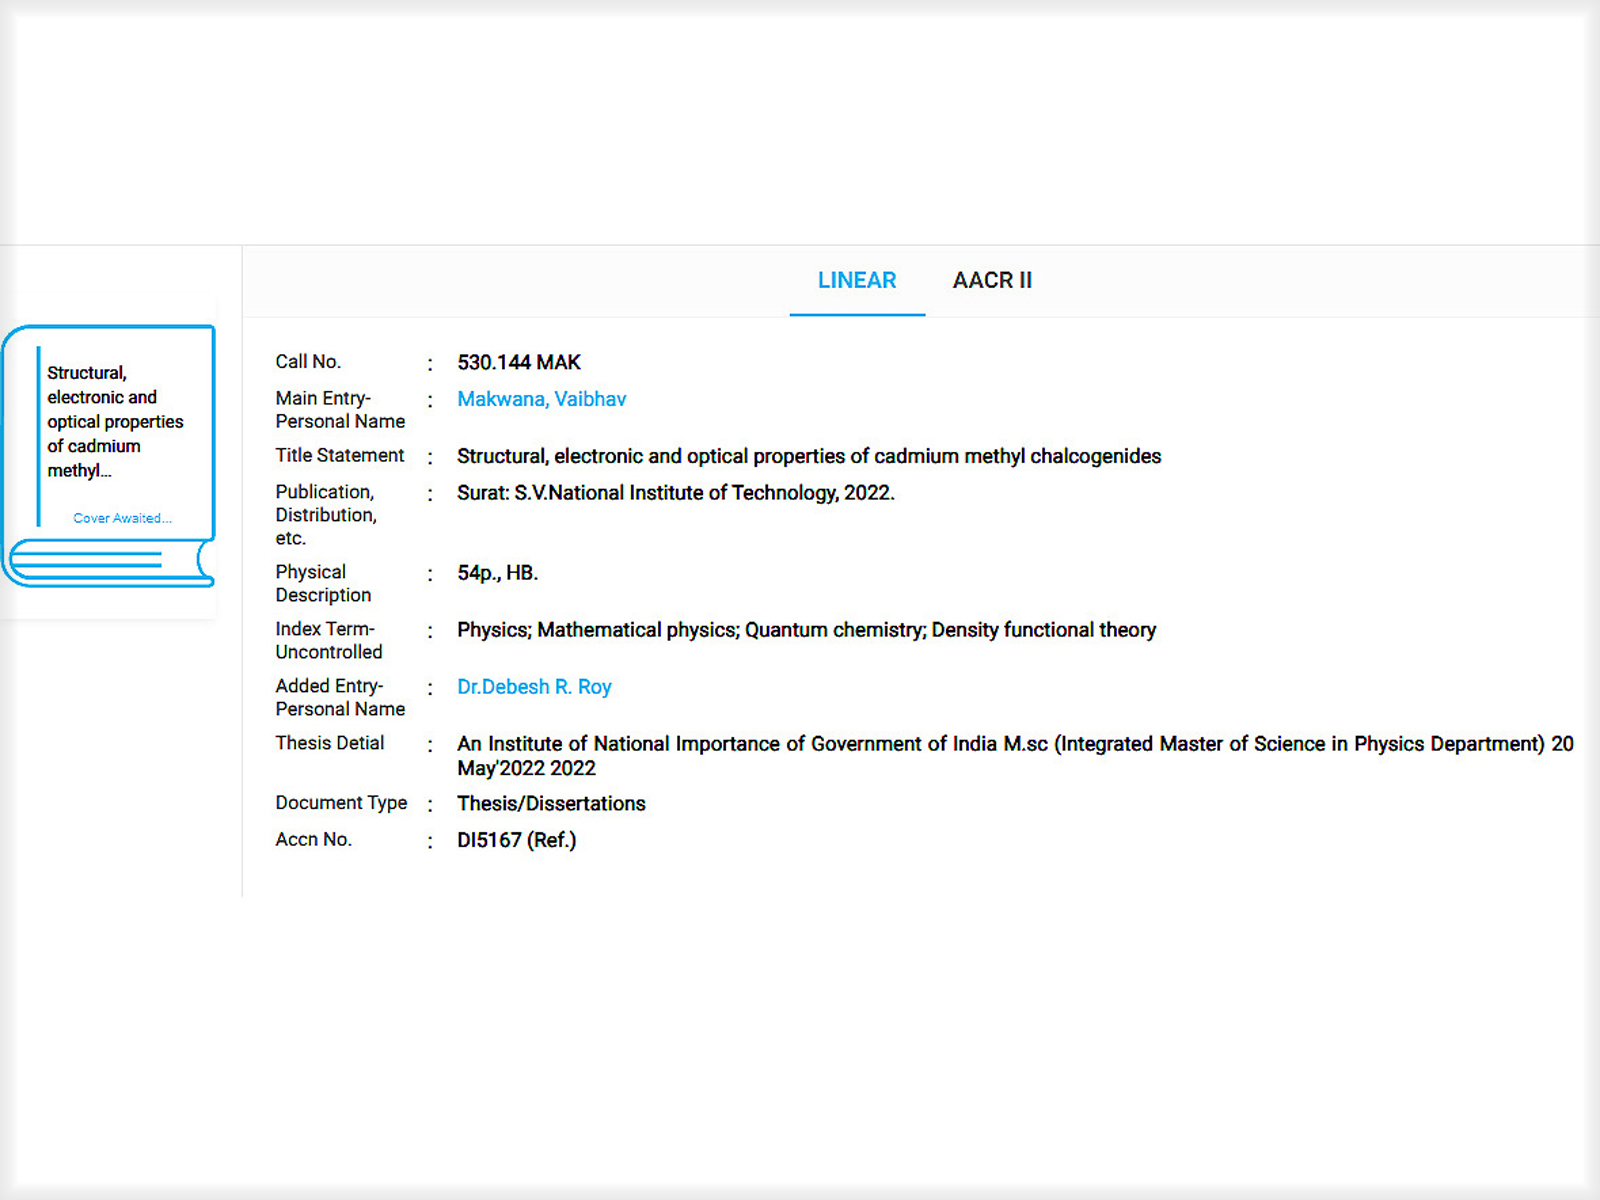 LINEAR AACR II
Structural,
electronic and
optical properties
of cadmium
methyl...
Cover Awaited...
Call No. : 530.144 MAK
Main Entry-
Personal Name : Makwana, Vaibhav
Title Statement : Structural, electronic and optical properties of cadmium methyl chalcogenides
Publication, : Surat: S.V.National Institute of Technology, 2022.
Distribution,
etc.
Physical : 54p., HB.
Description
Index Term- : Physics; Mathematical physics; Quantum chemistry; Density functional theory
Uncontrolled
Added Entry- : Dr.Debesh R. Roy
Personal Name
Thesis Detial : An Institute of National Importance of Government of India M.sc (Integrated Master of Science in Physics Department) 20
May'2022 2022
Document Type : Thesis/Dissertations
Accn No. : DI5167 (Ref.)